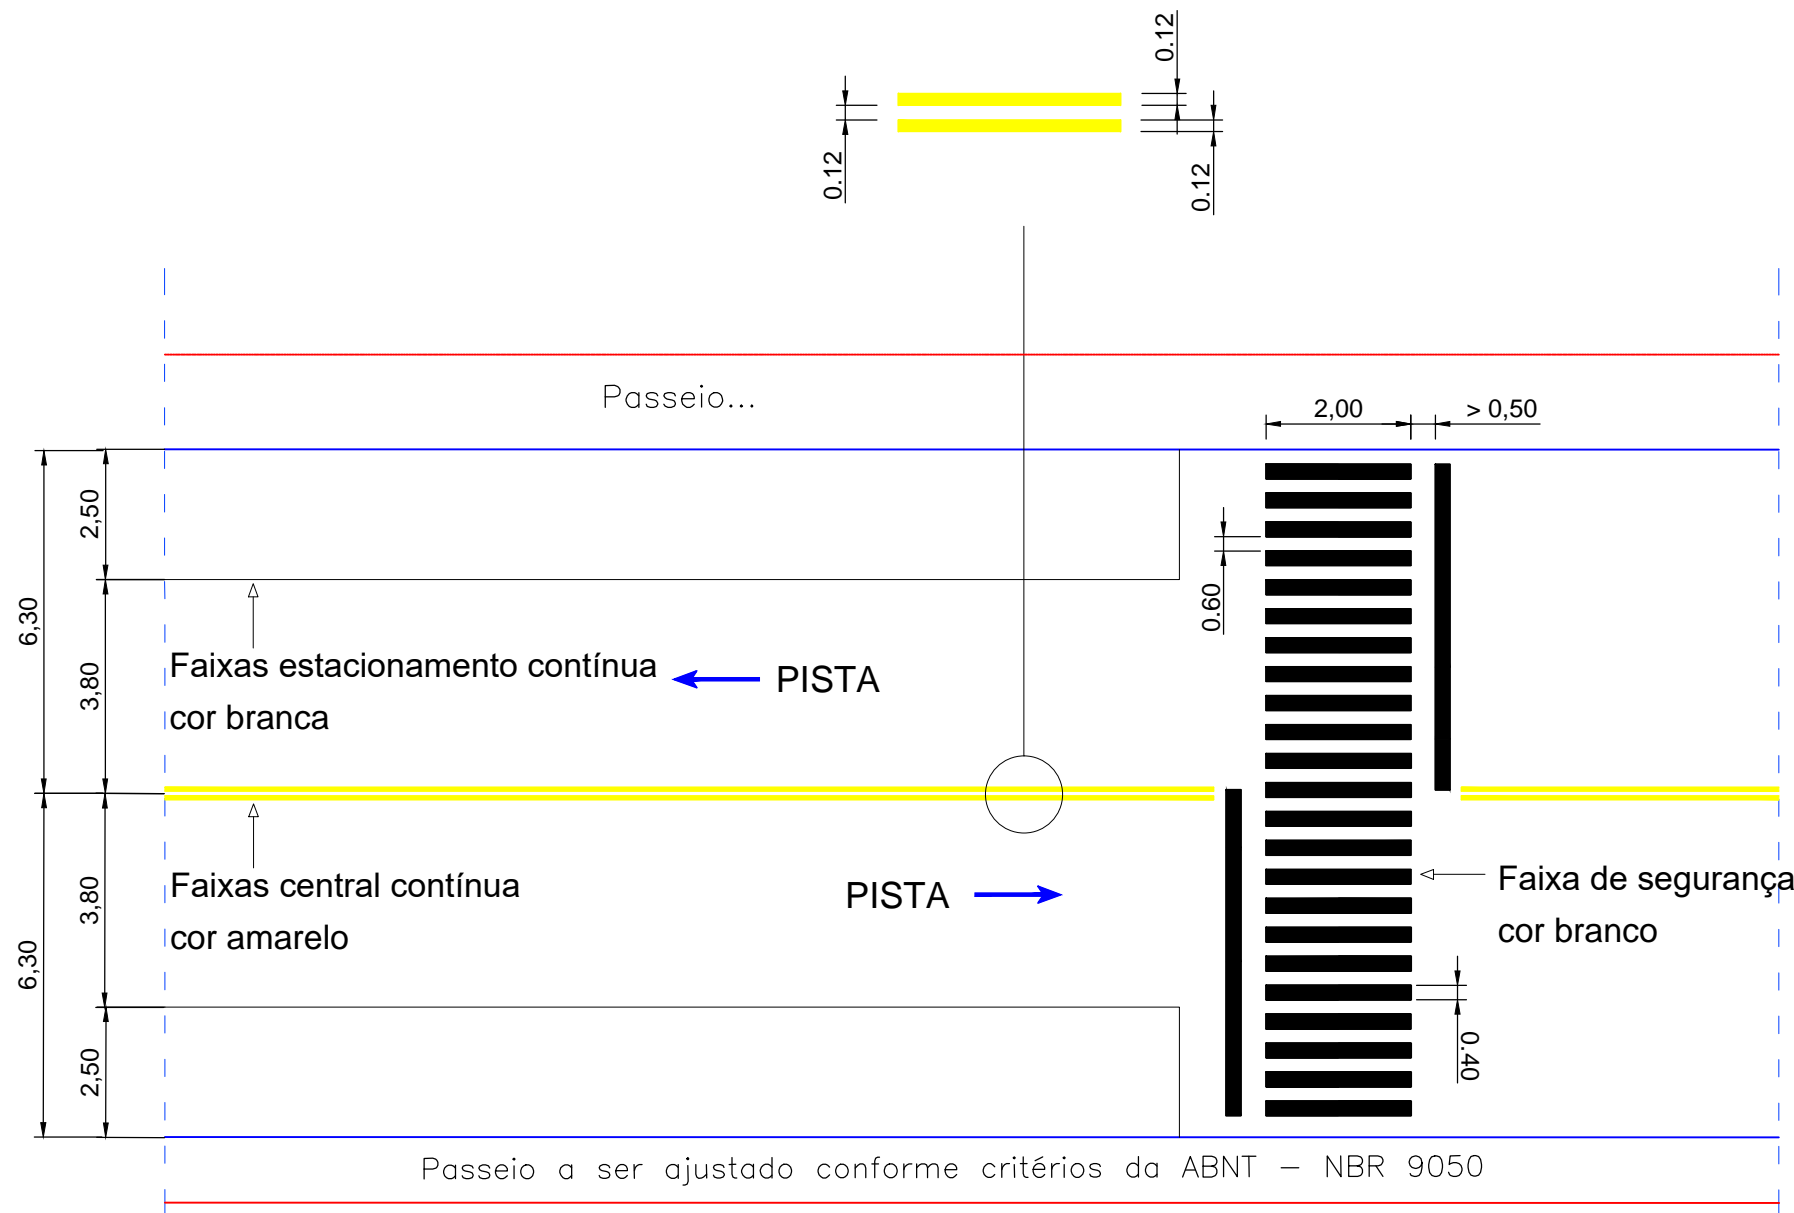 0.12
0.12
0.12
Passeio...
2,00
> 0,50
2,50
6,30
0.60
3,80
Faixas estacionamento contínua
cor branca
PISTA
Faixas central contínua
cor amarelo
PISTA
3,80
6,30
Faixa de segurança
cor branco
2,50
0.40
Passeio a ser ajustado conforme critérios da ABNT – NBR 9050